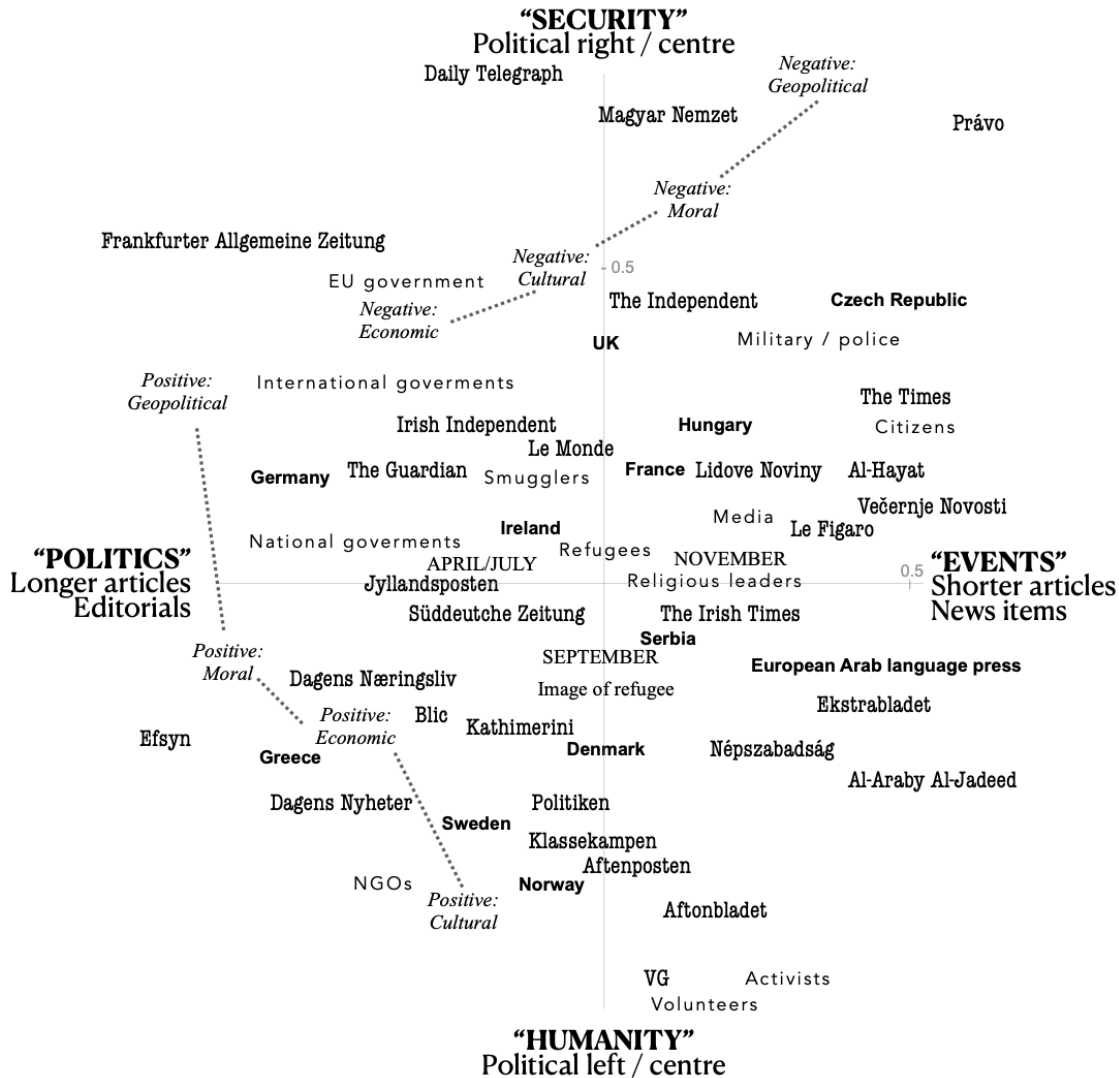 “SECURITY”
Political right / centre
Daily Telegraph
Negative:
Geopolitical
Magyar Nemzet
Právo
Negative:
Moral
Frankfurter Allgemeine Zeitung
Negative:
Cultural
0.5
EU government
Negative:
Economic
The Independent
Czech Republic
UK
Military / police
Positive:
Geopolitical
International goverments
The Times
Irish Independent
Hungary
Citizens
Le Monde
Germany
The Guardian
Smugglers
France
Lidove Noviny
Al-Hayat
Večernje Novosti
Media
Le Figaro
Ireland
National goverments
Refugees
“POLITICS”
Longer articles
Editorials
APRIL/JULY
NOVEMBER
Jyllandsposten
Religious leaders
0.5
“EVENTS”
Shorter articles
News items
Süddeutche Zeitung
The Irish Times
Serbia
Positive:
Moral
SEPTEMBER
European Arab language press
Dagens Næringsliv
Image of refugee
Ekstrabladet
Positive:
Economic
Blic
Kathimerini
Efsyn
Greece
Denmark
Népszabadság
Al-Araby Al-Jadeed
Dagens Nyheter
Politiken
Sweden
Klassekampen
Aftenposten
NGOs
Norway
Positive:
Cultural
Aftonbladet
VG
Activists
Volunteers
“HUMANITY”
Political left / centre